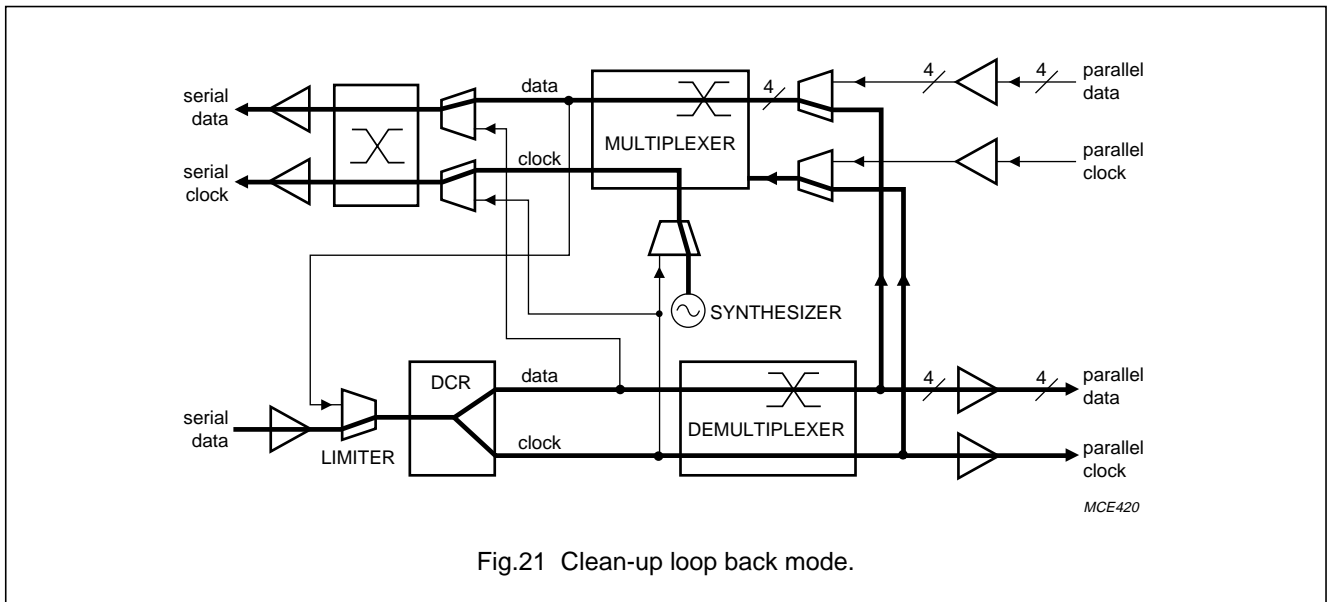 serial
data
serial
clock
data
clock
MULTIPLEXER
4
4
4
parallel
data
parallel
clock
SYNTHESIZER
serial
data
LIMITER
DCR
data
clock
DEMULTIPLEXER
4
4
parallel
data
parallel
clock
MCE420
Fig.21 Clean-up loop back mode.